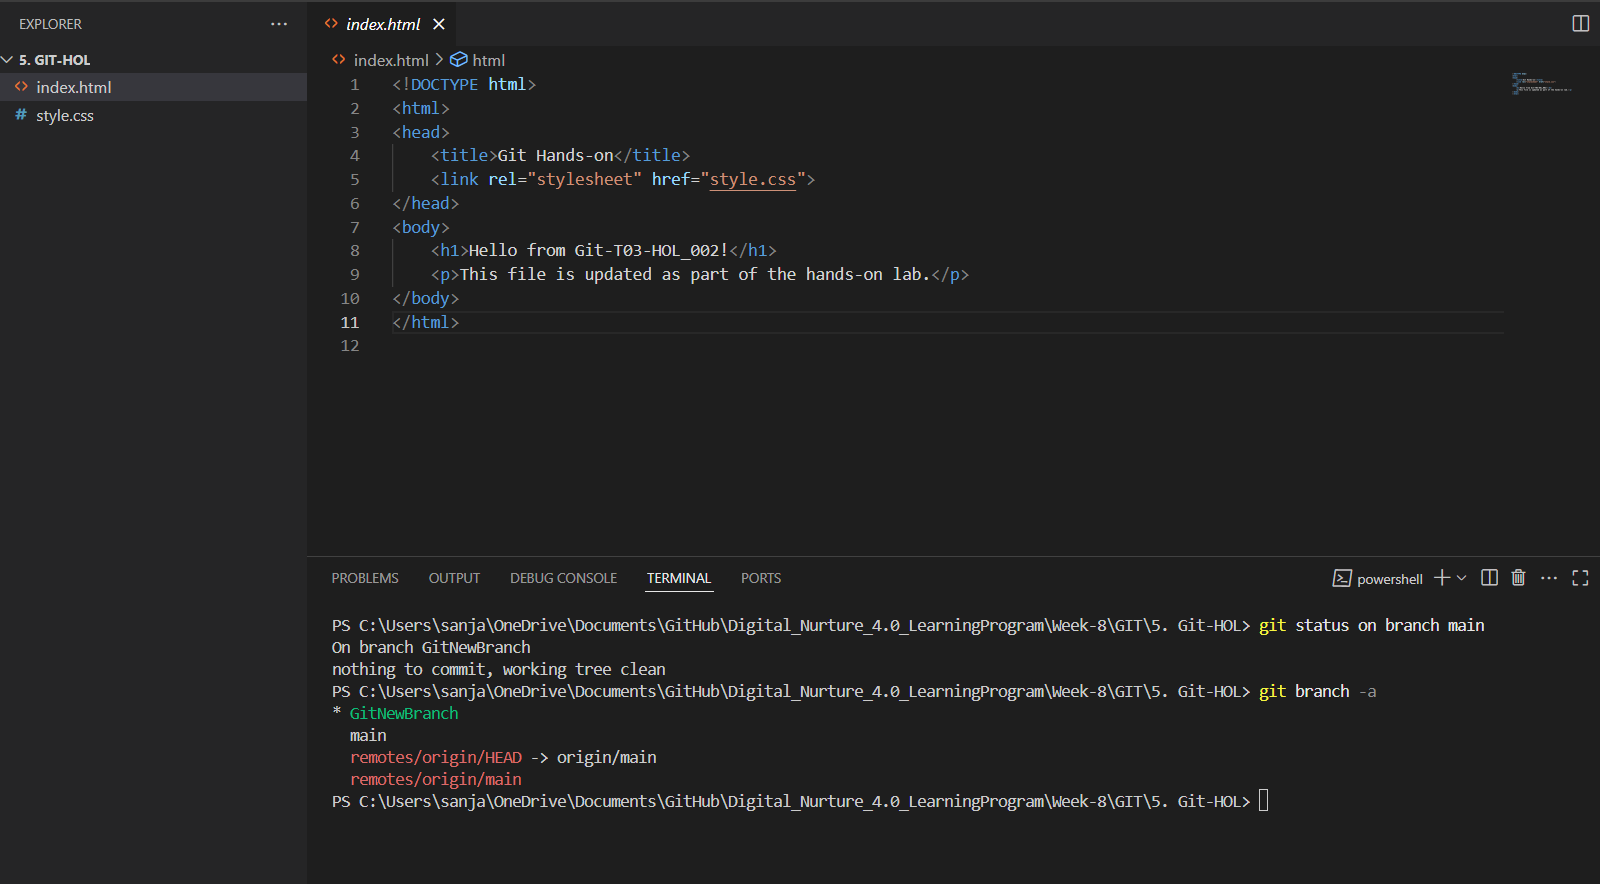 EXPLORER ···
5. GIT-HOL
<> index.html
# style.css
<> index.html ×
<> index.html > html
1 <!DOCTYPE html>
2 <html>
3 <head>
4 <title>Git Hands-on</title>
5 <link rel="stylesheet" href="style.css">
6 </head>
7 <body>
8 <h1>Hello from Git-T03-HOL_002!</h1>
9 <p>This file is updated as part of the hands-on lab.</p>
10 </body>
11 </html>
12
PROBLEMS OUTPUT DEBUG CONSOLE TERMINAL PORTS powershell
PS C:\Users\sanja\OneDrive\Documents\GitHub\Digital_Nurture_4.0_LearningProgram\Week-8\GIT\5. Git-HOL> git status on branch main
On branch GitNewBranch
nothing to commit, working tree clean
PS C:\Users\sanja\OneDrive\Documents\GitHub\Digital_Nurture_4.0_LearningProgram\Week-8\GIT\5. Git-HOL> git branch -a
* GitNewBranch
main
remotes/origin/HEAD -> origin/main
remotes/origin/main
PS C:\Users\sanja\OneDrive\Documents\GitHub\Digital_Nurture_4.0_LearningProgram\Week-8\GIT\5. Git-HOL>